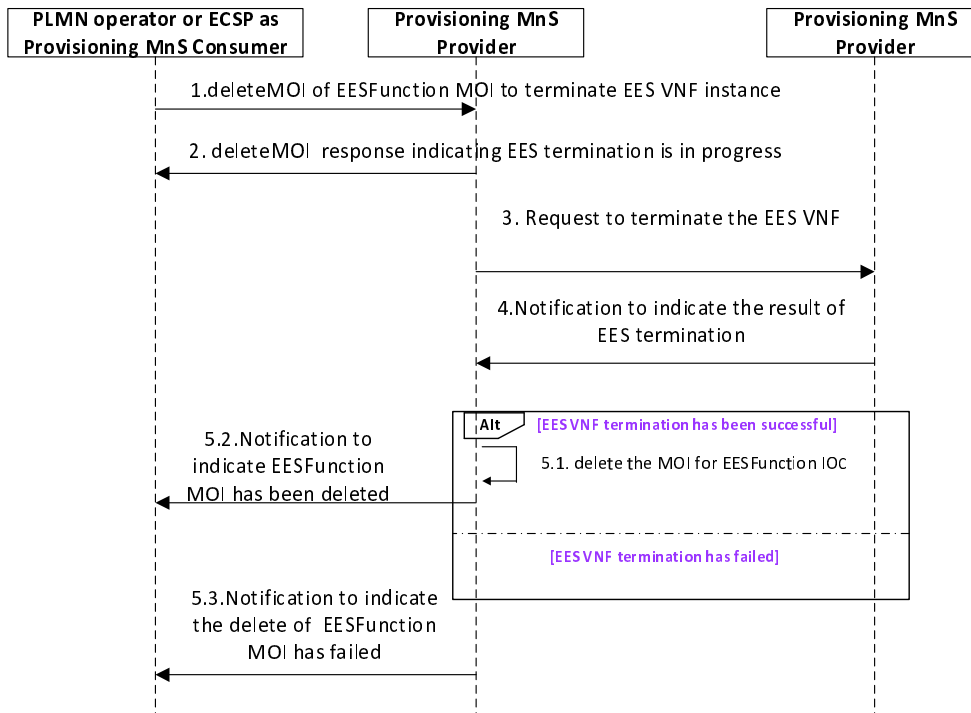 PLMN operator or ECSP as
Provisioning MnS Consumer
Provisioning MnS
Provider
Provisioning MnS
Provider
1.deleteMOI of EESFunction MOI to terminate EES VNF instance
2. deleteMOI response indicating EES termination is in progress
3. Request to terminate the EES VNF
4.Notification to indicate the result of
EES termination
Alt
[EES VNF termination has been successful]
5.1. delete the MOI for EESFunction IOC
5.2.Notification to
indicate EESFunction
MOI has been deleted
[EES VNF termination has failed]
5.3.Notification to indicate
the delete of EESFunction
MOI has failed